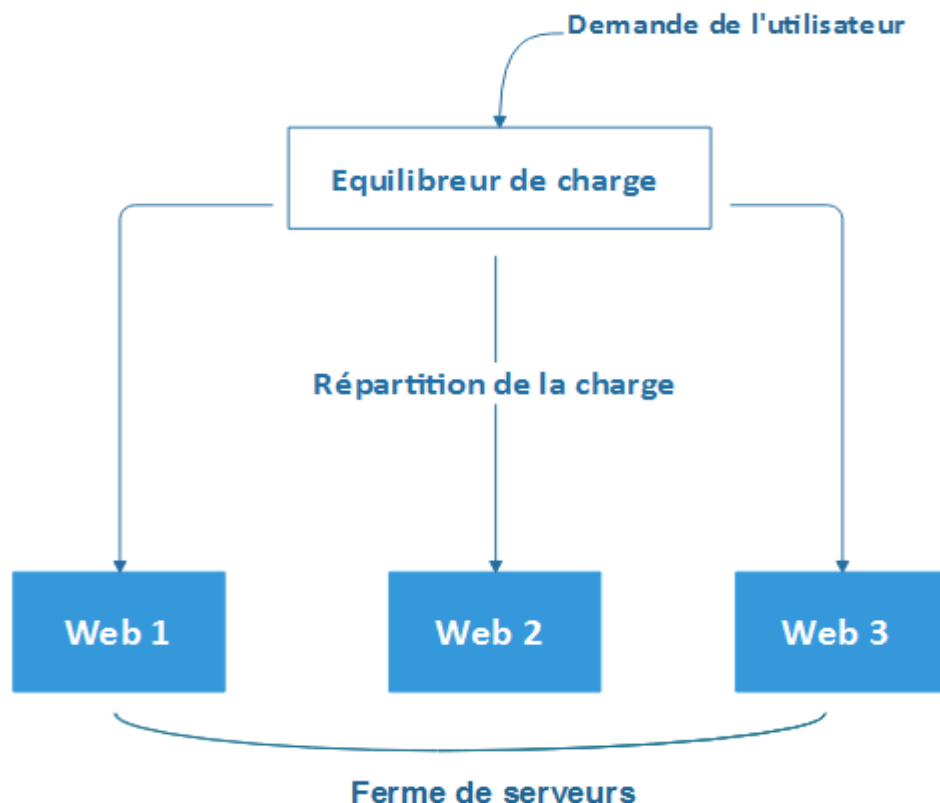 Demande de l'utilisateur
Equilibreur de charge
Répartition de la charge
Web 1
Web 2
Web 3
Ferme de serveurs